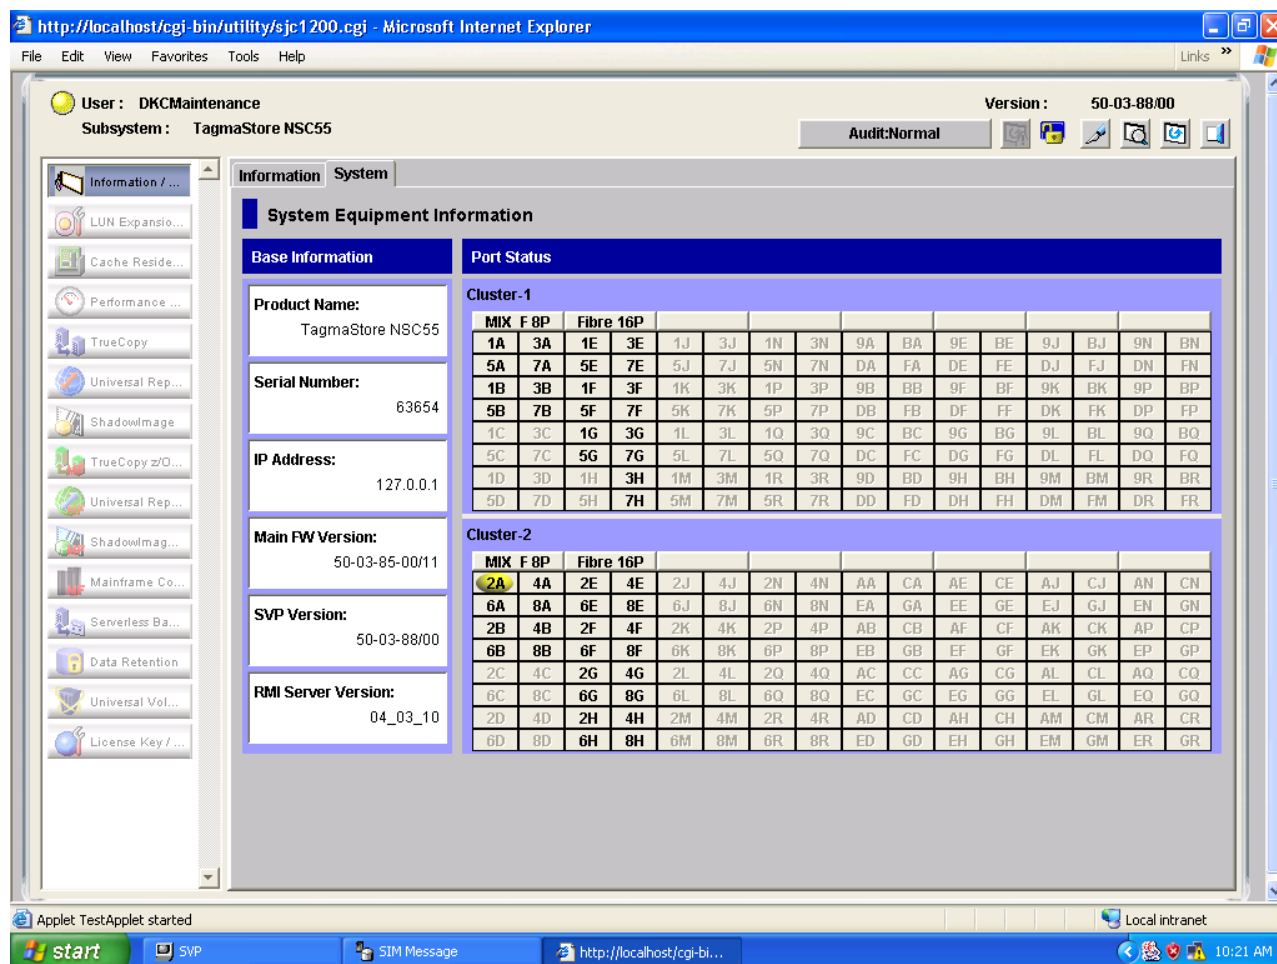 http://localhost/cgi-bin/utility/sjc1200.cgi - Microsoft Internet Explorer
File Edit View Favorites Tools Help Links »
User : DKCMaintenance Version : 50-03-88/00
Subsystem : TagmaStore NSC55 Audit:Normal
Information / ...
LUN Expansio...
Cache Reside...
Performance ...
TrueCopy
Universal Rep...
ShadowImage
TrueCopy z/O...
Universal Rep...
ShadowImag...
Mainframe Co...
Serverless Ba...
Data Retention
Universal Vol...
License Key / ...
Information System
System Equipment Information
Base Information
Product Name:
TagmaStore NSC55
Serial Number:
63654
IP Address:
127.0.0.1
Main FW Version:
50-03-85-00/11
SVP Version:
50-03-88/00
RMI Server Version:
04_03_10
Port Status
Cluster-1
MIX F 8P Fibre 16P
1A 3A 1E 3E 1J 3J 1N 3N 9A BA 9E BE 9J BJ 9N BN
5A 7A 5E 7E 5J 7J 5N 7N DA FA DE FE DJ FJ DN FN
1B 3B 1F 3F 1K 3K 1P 3P 9B BB 9F BF 9K BK 9P BP
5B 7B 5F 7F 5K 7K 5P 7P DB FB DF FF DK FK DP FP
1C 3C 1G 3G 1L 3L 1Q 3Q 9C BC 9G BG 9L BL 9Q BQ
5C 7C 5G 7G 5L 7L 5Q 7Q DC FC DG FG DL FL DQ FQ
1D 3D 1H 3H 1M 3M 1R 3R 9D BD 9H BH 9M BM 9R BR
5D 7D 5H 7H 5M 7M 5R 7R DD FD DH FH DM FM DR FR
Cluster-2
MIX F 8P Fibre 16P
2A 4A 2E 4E 2J 4J 2N 4N AA CA AE CE AJ CJ AN CN
6A 8A 6E 8E 6J 8J 6N 8N EA GA EE GE EJ GJ EN GN
2B 4B 2F 4F 2K 4K 2P 4P AB CB AF CF AK CK AP CP
6B 8B 6F 8F 6K 8K 6P 8P EB GB EF GF EK GK EP GP
2C 4C 2G 4G 2L 4L 2Q 4Q AC CC AG CG AL CL AQ CQ
6C 8C 6G 8G 6L 8L 6Q 8Q EC GC EG GG EL GL EQ GQ
2D 4D 2H 4H 2M 4M 2R 4R AD CD AH CH AM CM AR CR
6D 8D 6H 8H 6M 8M 6R 8R ED GD EH GH EM GM ER GR
Applet TestApplet started Local intranet
start SVP SIM Message http://localhost/cgi-bi... 10:21 AM